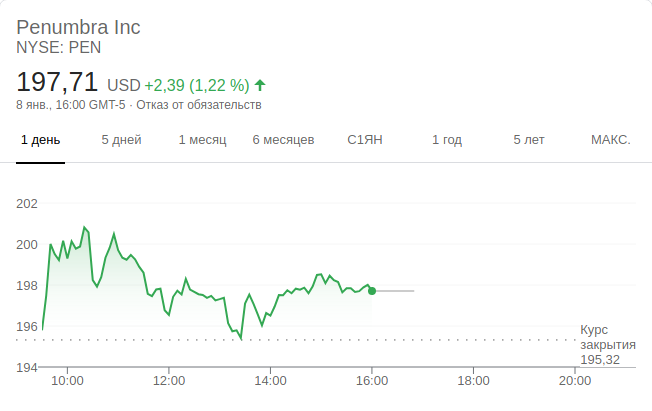 Penumbra Inc
NYSE: PEN
197,71 USD +2,39 (1,22 %)
8 янв., 16:00 GMT-5 · Отказ от обязательств
1 день 5 дней 1 месяц 6 месяцев С1ЯН 1 год 5 лет МАКС.
202
200
198
196
Курс
закрытия
195,32
194
10:00 12:00 14:00 16:00 18:00 20:00